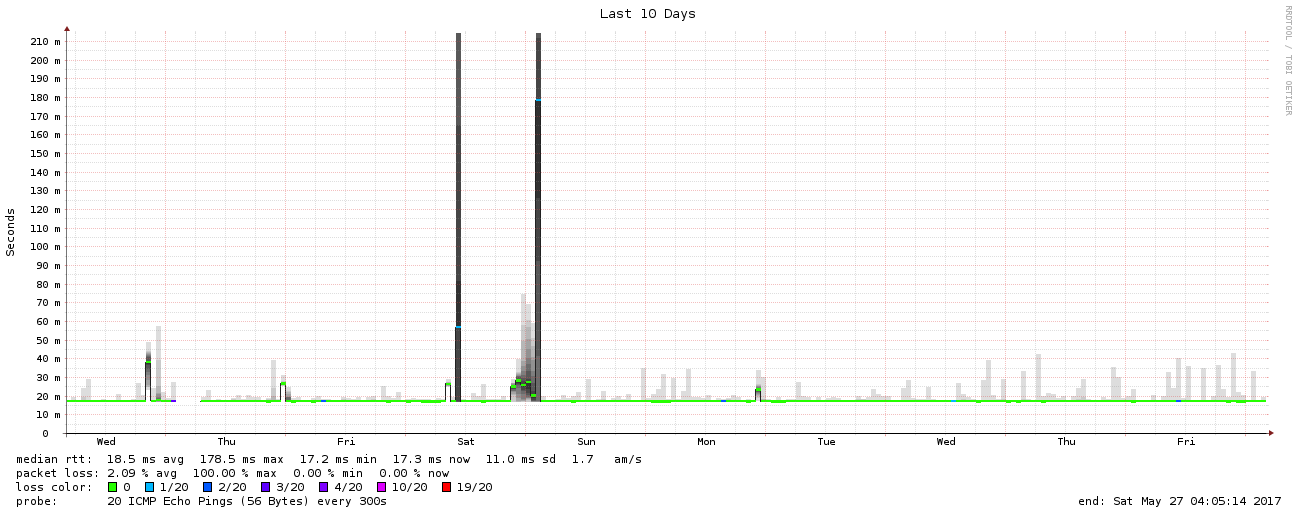 Last 10 Days
RRDTOOL / TOBI OETIKER
Seconds
210 m
200 m
190 m
180 m
170 m
160 m
150 m
140 m
130 m
120 m
110 m
100 m
90 m
80 m
70 m
60 m
50 m
40 m
30 m
20 m
10 m
0
Wed Thu Fri Sat Sun Mon Tue Wed Thu Fri
median rtt: 18.5 ms avg 178.5 ms max 17.2 ms min 17.3 ms now 11.0 ms sd 1.7 am/s
packet loss: 2.09 % avg 100.00 % max 0.00 % min 0.00 % now
loss color: 0 1/20 2/20 3/20 4/20 10/20 19/20
probe: 20 ICMP Echo Pings (56 Bytes) every 300s end: Sat May 27 04:05:14 2017